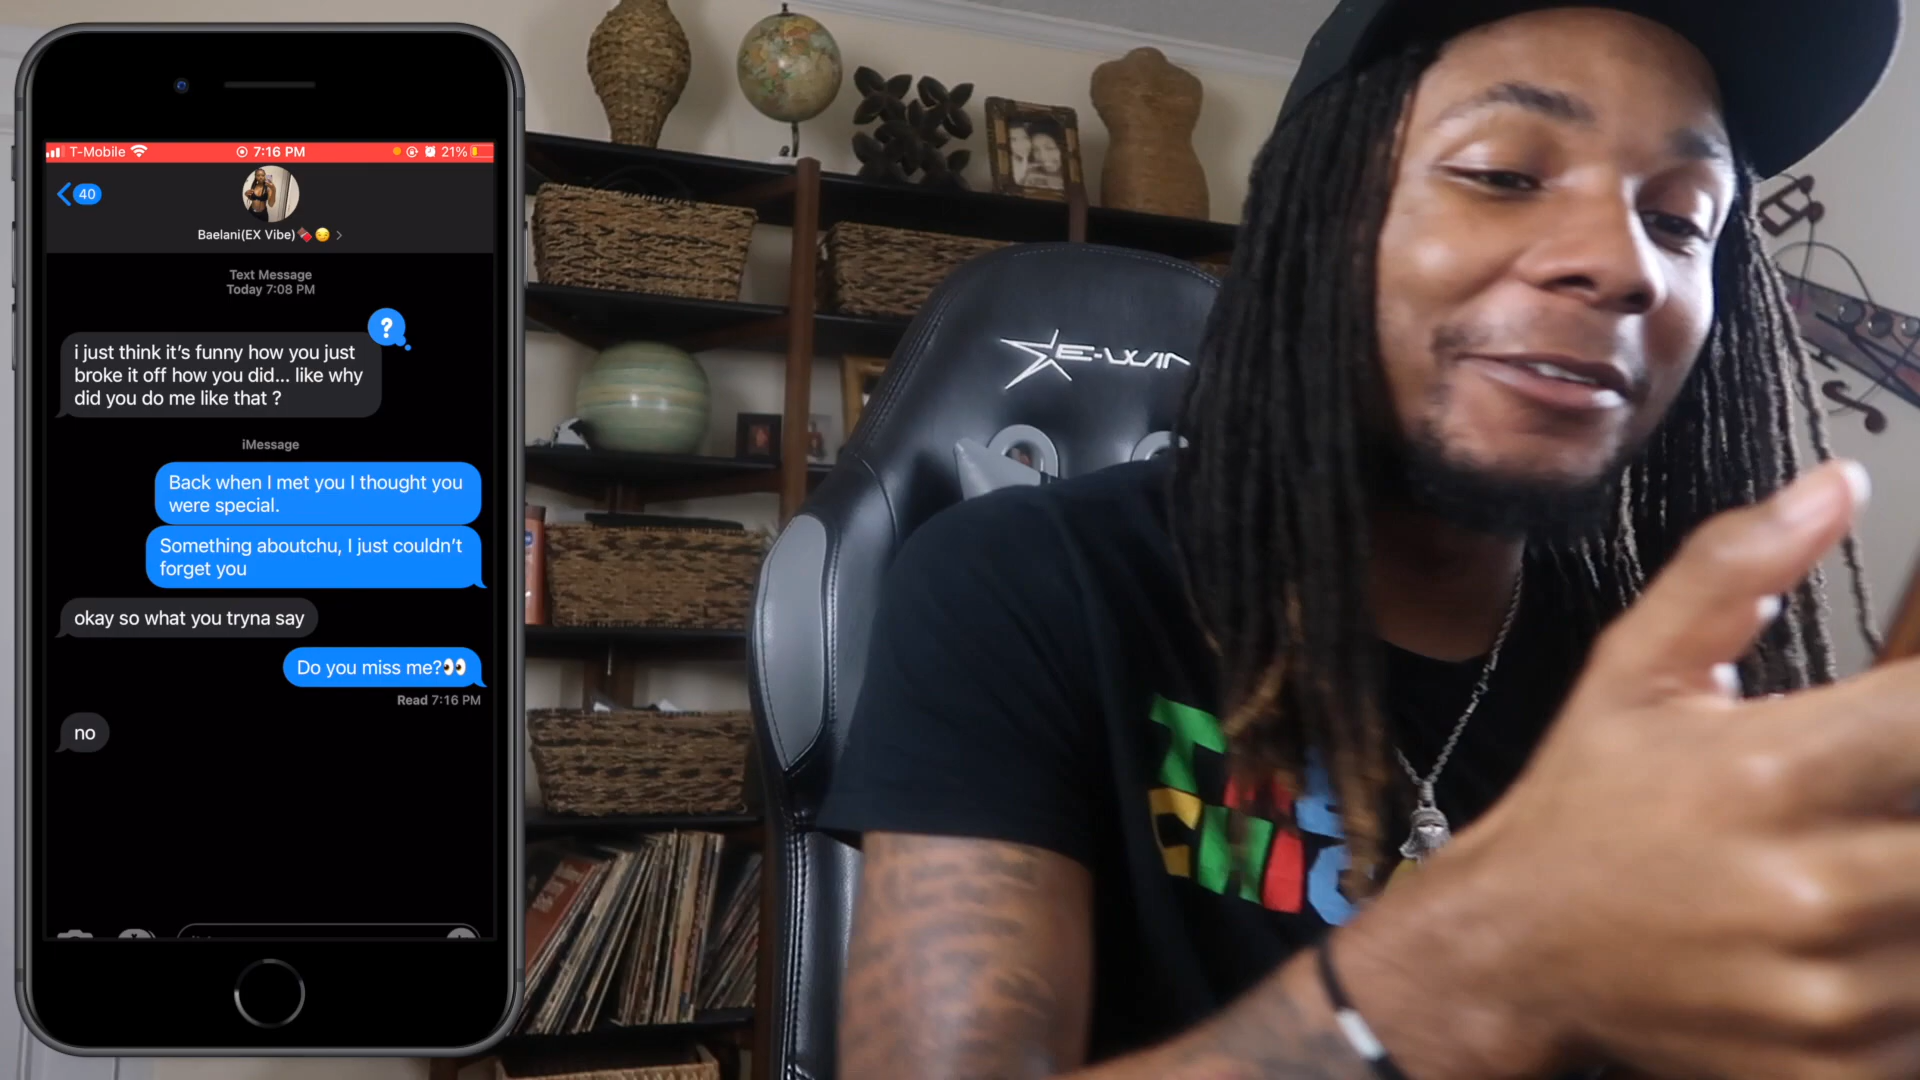 T-Mobile 7:16 PM 21%
40
Baelani(EX Vibe)🍫😏 >
Text Message
Today 7:08 PM
?
i just think it’s funny how you just
broke it off how you did... like why
did you do me like that ?
iMessage
Back when I met you I thought you
were special.
Something aboutchu, I just couldn’t
forget you
okay so what you tryna say
Do you miss me?👀
Read 7:16 PM
no
E-WIN